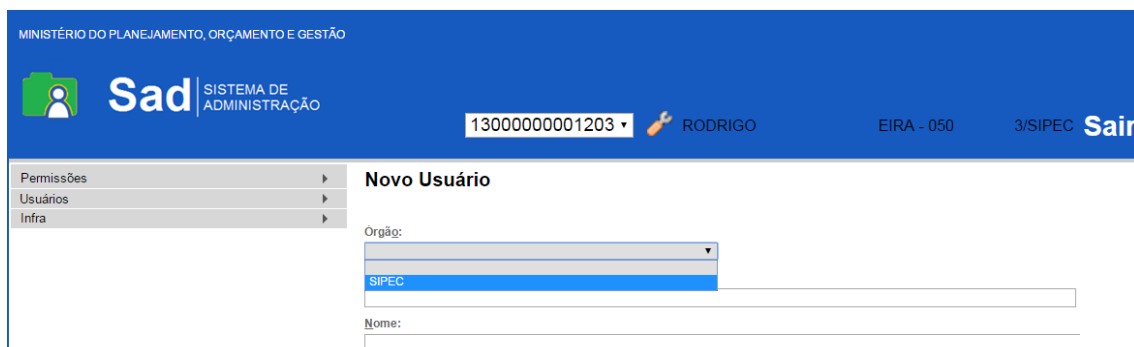 MINISTÉRIO DO PLANEJAMENTO, ORÇAMENTO E GESTÃO
Sad SISTEMA DE
ADMINISTRAÇÃO
13000000001203 RODRIGO EIRA - 050 3/SIPEC Sair
Permissões
Usuários
Infra
Novo Usuário
Órgão:
SIPEC
Nome: